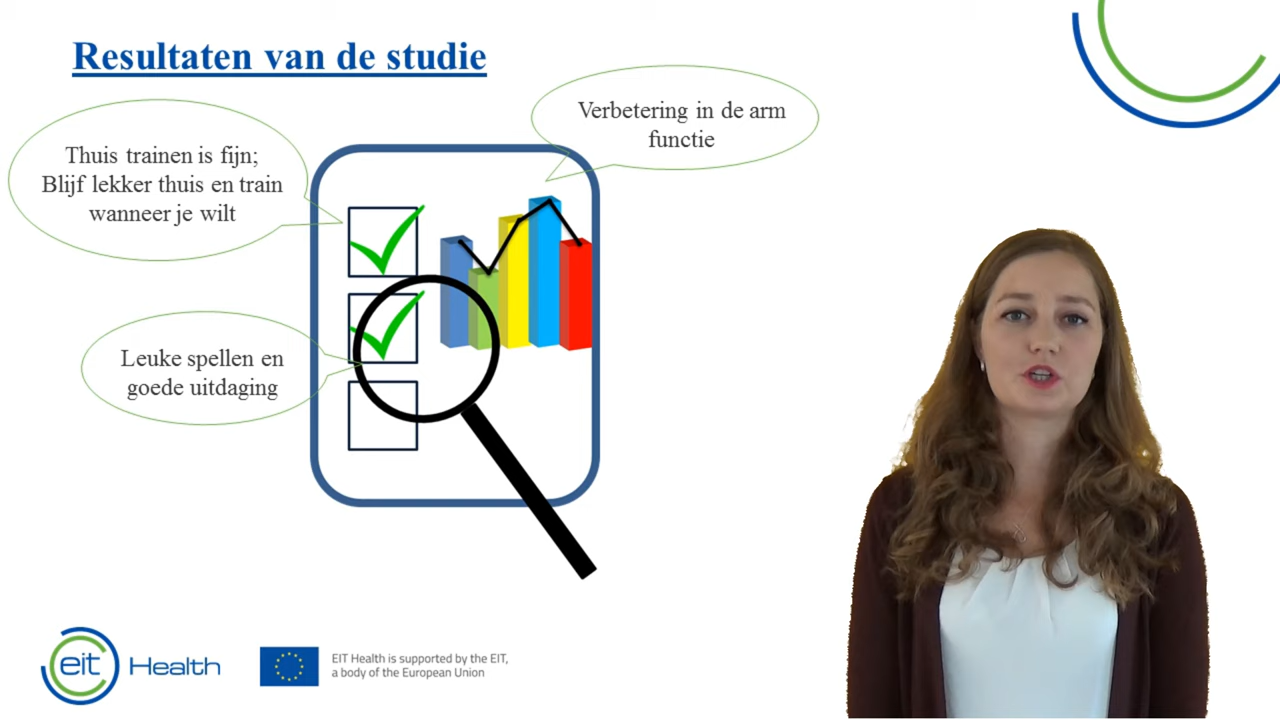 Resultaten van de studie
Verbetering in de arm
functie
Thuis trainen is fijn;
Blijf lekker thuis en train
wanneer je wilt
Leuke spellen en
goede uitdaging
eit Health
EIT Health is supported by the EIT,
a body of the European Union